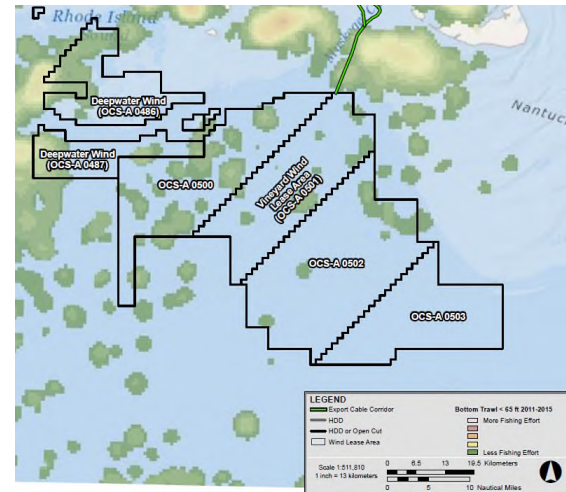 Rhode Island
Sound
Deepwater Wind
(OCS-A 0486)
Deepwater Wind
(OCS-A 0487)
OCS-A 0500
Vineyard Wind
Lease Area
(OCS-A 0501)
OCS-A 0502
OCS-A 0503
Nantuck
LEGEND
Export Cable Corridor
HDD
HDD or Open Cut
Wind Lease Area
Bottom Trawl < 65 ft 2011-2015
More Fishing Effort
Less Fishing Effort
Scale 1:511,810
1 inch = 13 kilometers
0 6.5 13 19.5 Kilometers
0 5 10 Nautical Miles